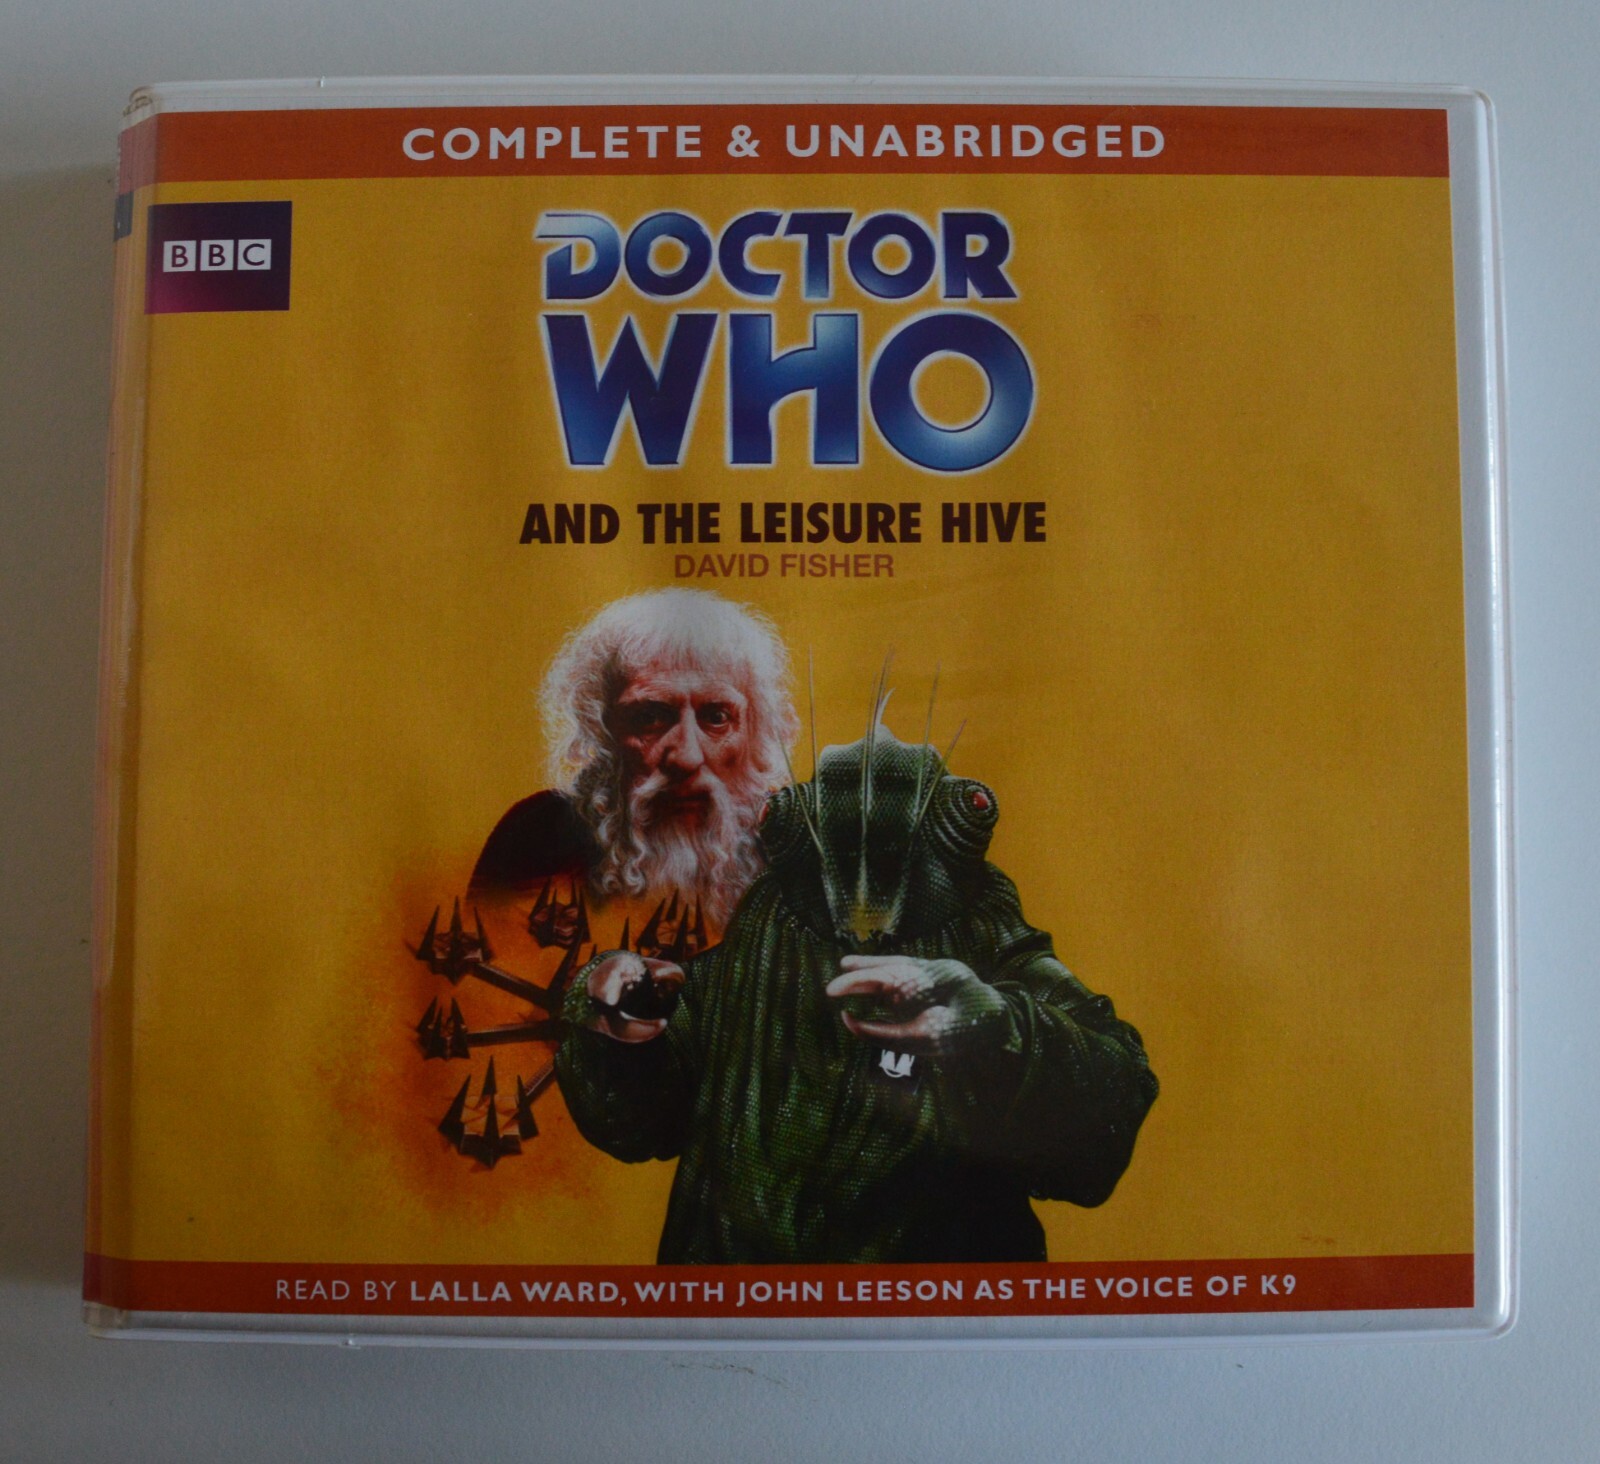 COMPLETE & UNABRIDGED
BBC
DOCTOR
WHO
AND THE LEISURE HIVE
DAVID FISHER
READ BY LALLA WARD, WITH JOHN LEESON AS THE VOICE OF K9